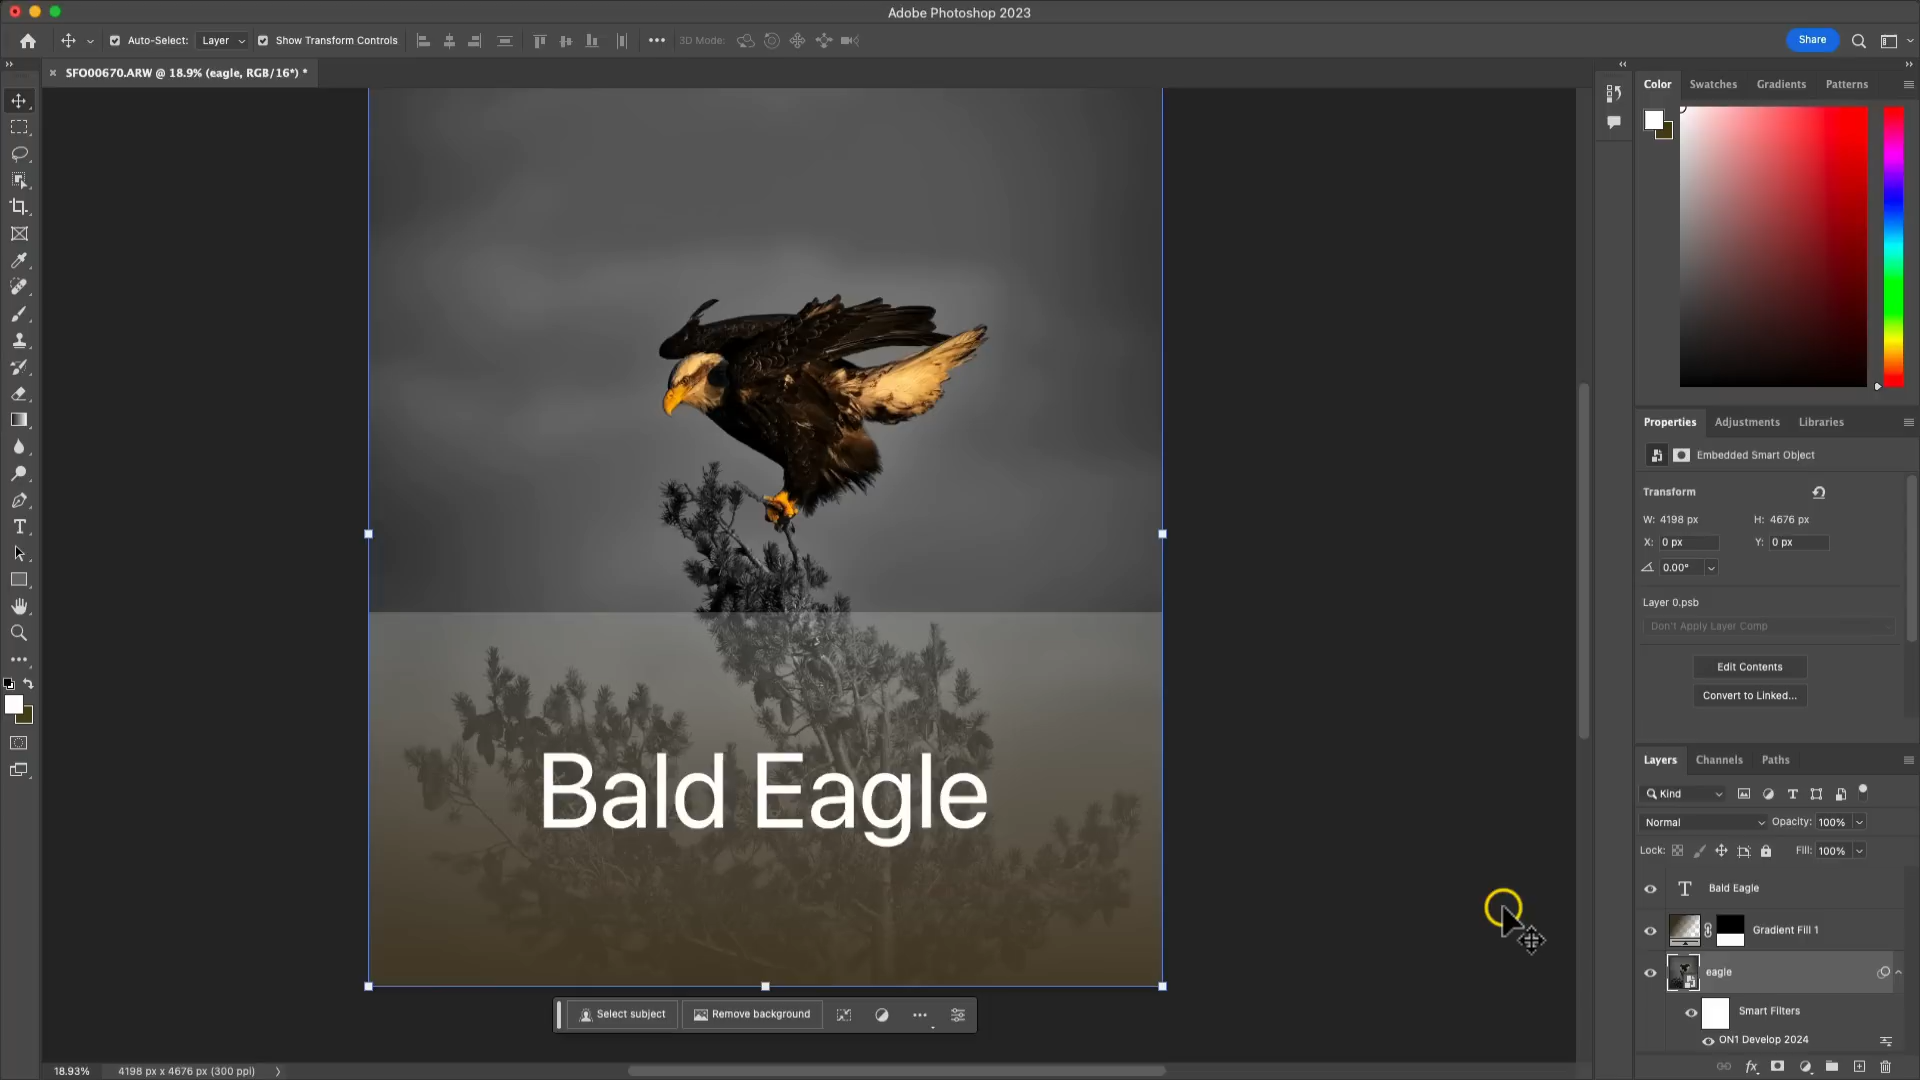 Adobe Photoshop 2023
Auto-Select: Layer Show Transform Controls 3D Mode: Share
SFO00670.ARW @ 18.9% (eagle, RGB/16*) *
Color Swatches Gradients Patterns
Properties Adjustments Libraries
Embedded Smart Object
Transform
W: 4198 px H: 4676 px
X: 0 px Y: 0 px
0.00°
Layer 0.psb
Don't Apply Layer Comp
Edit Contents
Convert to Linked...
Bald Eagle
Layers Channels Paths
Kind
Normal Opacity: 100%
Lock: Fill: 100%
Bald Eagle
Gradient Fill 1
eagle
Smart Filters
ON1 Develop 2024
Select subject Remove background
18.93% 4198 px x 4676 px (300 ppi)